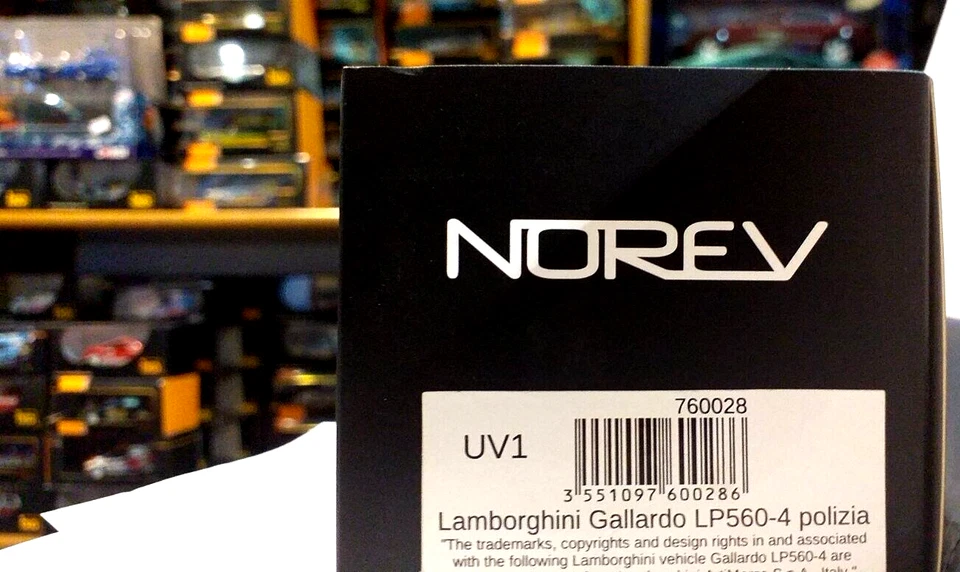 NOREV
760028
UV1
3 551097 600286
Lamborghini Gallardo LP560-4 polizia
"The trademarks, copyrights and design rights in and associated
with the following Lamborghini vehicle Gallardo LP560-4 are
Italy."